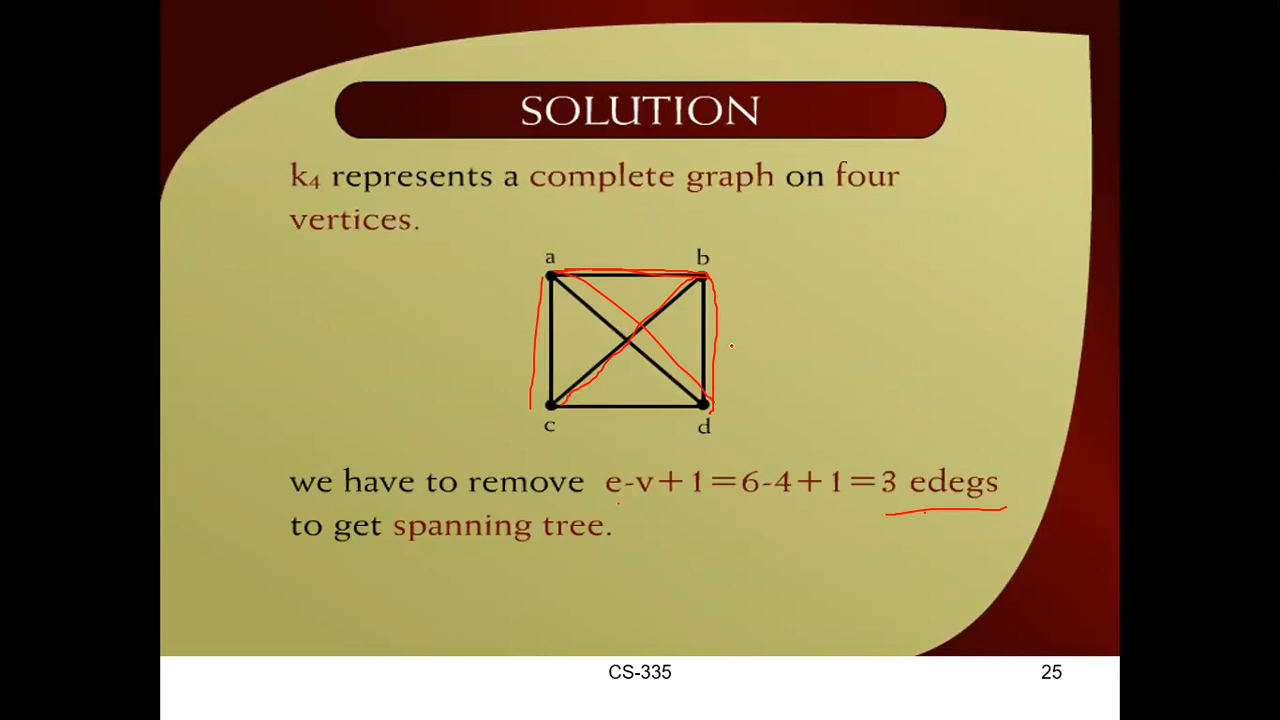 SOLUTION
k4 represents a complete graph on four
vertices.
a b
c d
we have to remove e-v+1=6-4+1=3 edegs
to get spanning tree.
CS-335 25